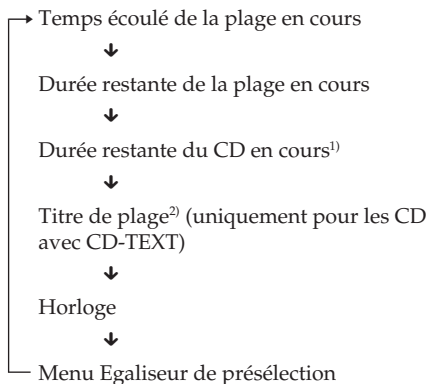 Temps écoulé de la plage en cours
Durée restante de la plage en cours
Durée restante du CD en cours1)
Titre de plage2) (uniquement pour les CD
avec CD-TEXT)
Horloge
Menu Egaliseur de présélection